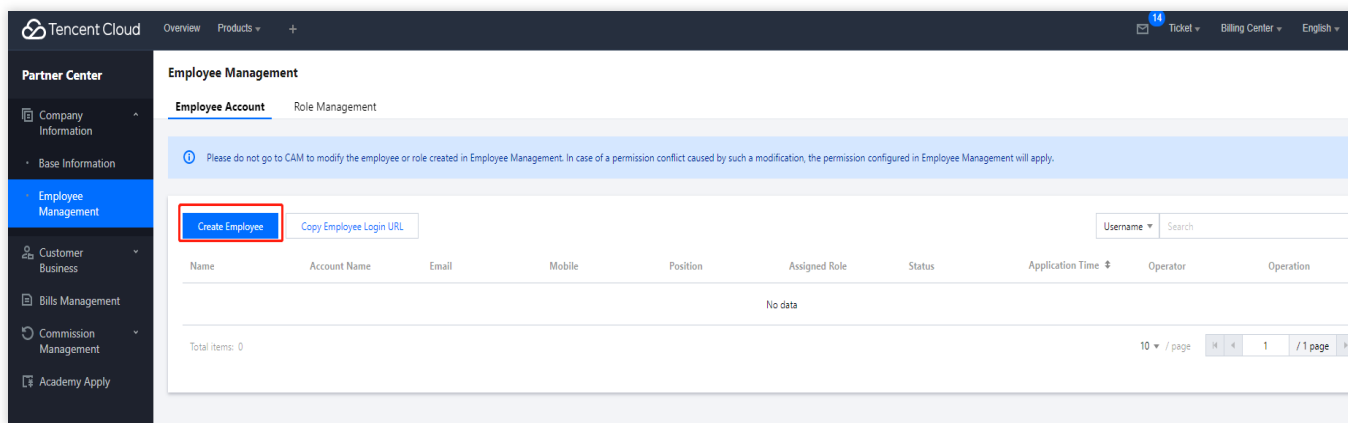 Tencent Cloud Overview Products + 14 Ticket Billing Center English
Partner Center
Company
Information
Base Information
Employee
Management
Customer
Business
Bills Management
Commission
Management
Academy Apply
Employee Management
Employee Account Role Management
Please do not go to CAM to modify the employee or role created in Employee Management. In case of a permission conflict caused by such a modification, the permission configured in Employee Management will apply.
Create Employee Copy Employee Login URL Username Search
Name Account Name Email Mobile Position Assigned Role Status Application Time Operator Operation
No data
Total items: 0 10 / page 1 / 1 page